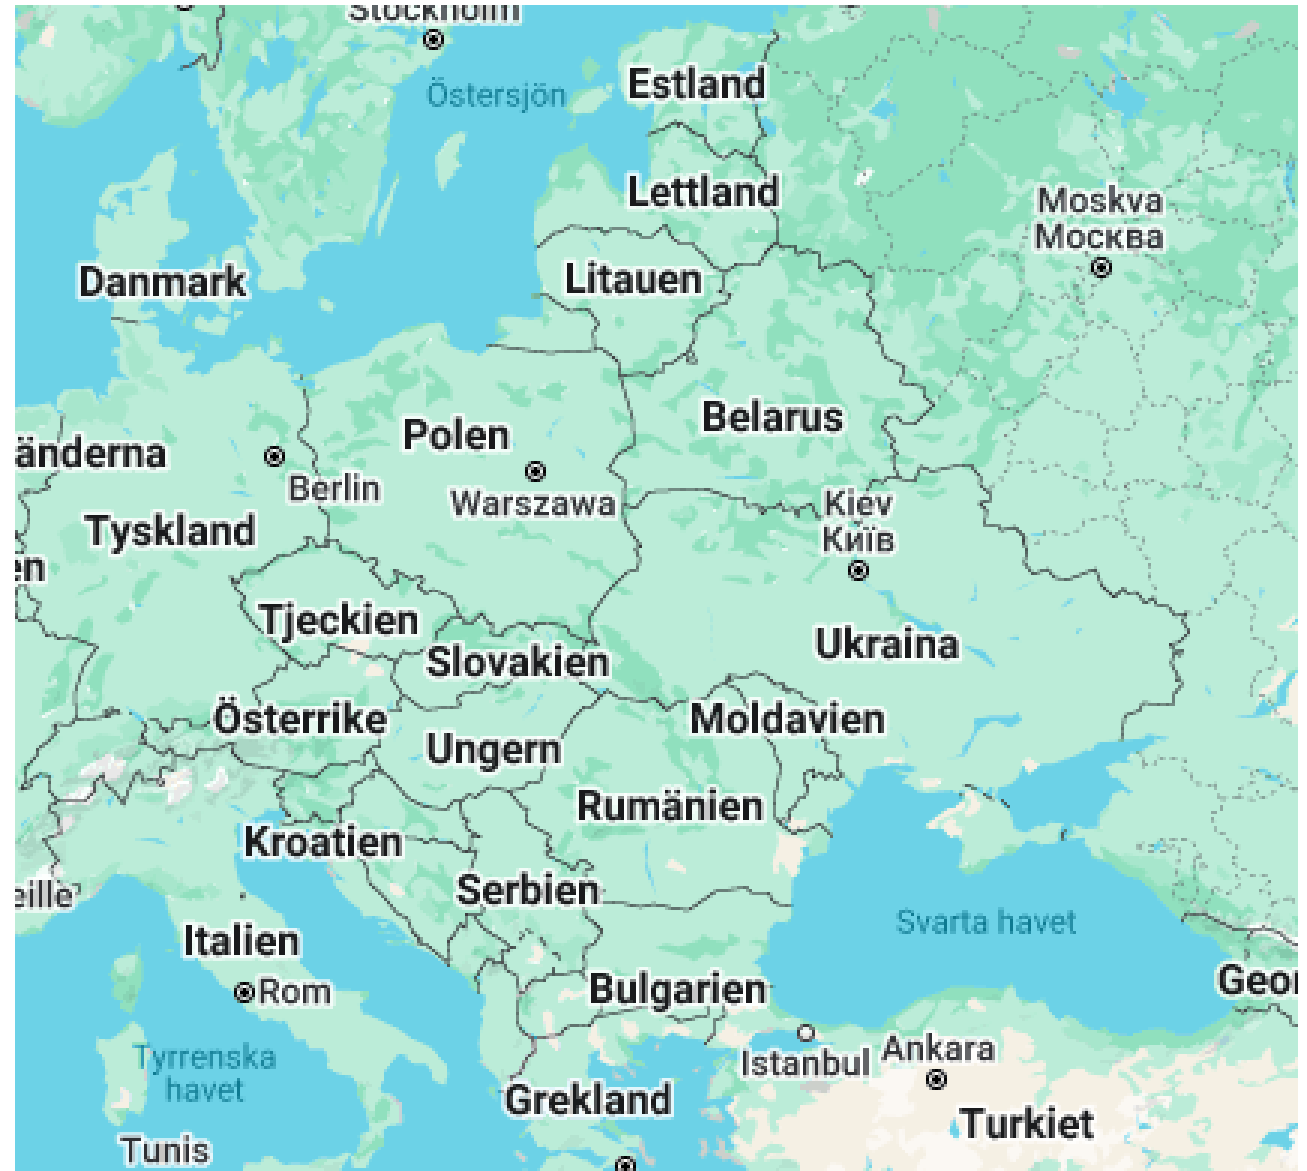 Stockholm
Östersjön
Estland
Lettland
Moskva
Москва
Danmark
Litauen
Belarus
Polen
änderna
Berlin
Warszawa
Kiev
Київ
Tyskland
en
Tjeckien
Slovakien
Ukraina
Österrike
Moldavien
Ungern
Rumänien
Kroatien
eille
Serbien
Svarta havet
Italien
Rom
Bulgarien
Geor
Istanbul
Ankara
Tyrrenska
havet
Grekland
Turkiet
Tunis